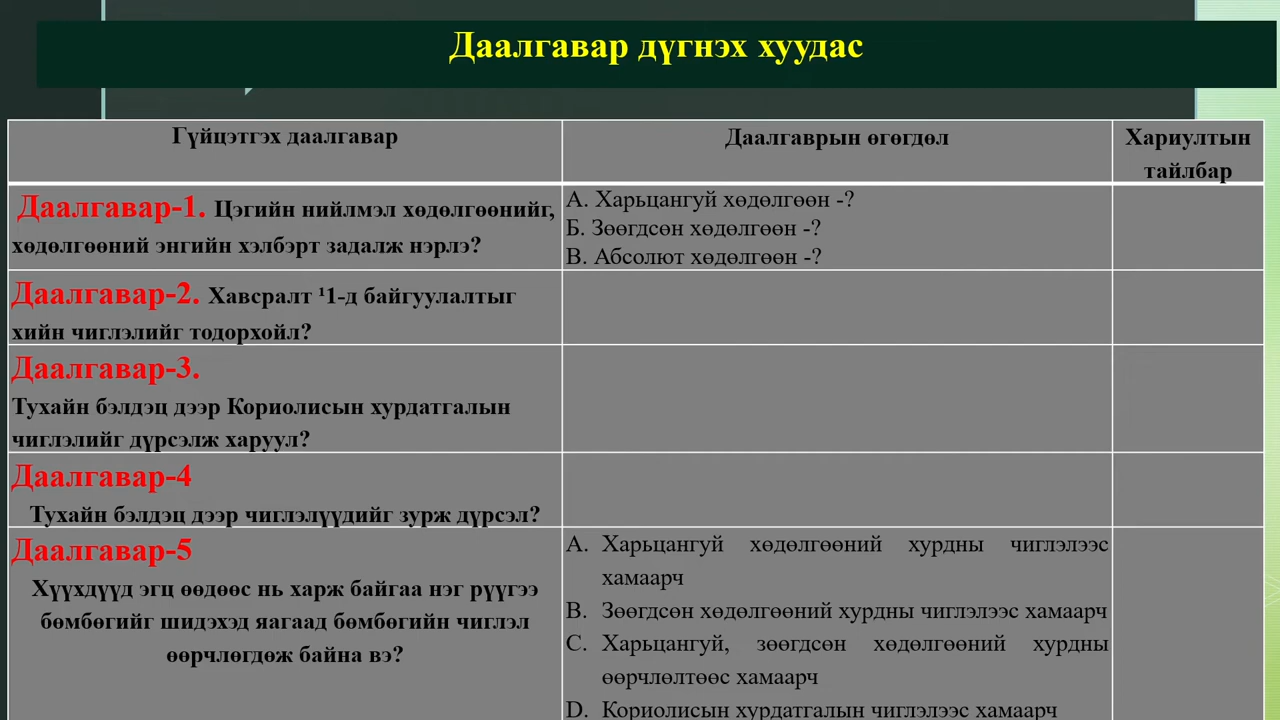 Даалгавар дүгнэх хуудас
Гүйцэтгэх даалгавар
Даалгаврын өгөгдөл
Хариултын
тайлбар
Даалгавар-1. Цэгийн нийлмэл хөдөлгөөнийг,
хөдөлгөөний энгийн хэлбэрт задалж нэрлэ?
А. Харьцангуй хөдөлгөөн -?
Б. Зөөгдсөн хөдөлгөөн -?
В. Абсолют хөдөлгөөн -?
Даалгавар-2. Хавсралт ¹1-д байгуулалтыг
хийн чиглэлийг тодорхойл?
Даалгавар-3.
Тухайн бэлдэц дээр Кориолисын хурдатгалын
чиглэлийг дүрсэлж харуул?
Даалгавар-4
Тухайн бэлдэц дээр чиглэлүүдийг зурж дүрсэл?
Даалгавар-5
Хүүхдүүд эгц өөдөөс нь харж байгаа нэг рүүгээ
бөмбөгийг шидэхэд яагаад бөмбөгийн чиглэл
өөрчлөгдөж байна вэ?
A. Харьцангуй хөдөлгөөний хурдны чиглэлээс
хамаарч
B. Зөөгдсөн хөдөлгөөний хурдны чиглэлээс хамаарч
C. Харьцангуй, зөөгдсөн хөдөлгөөний хурдны
өөрчлөлтөөс хамаарч
D. Кориолисын хурдатгалын чиглэлээс хамаарч